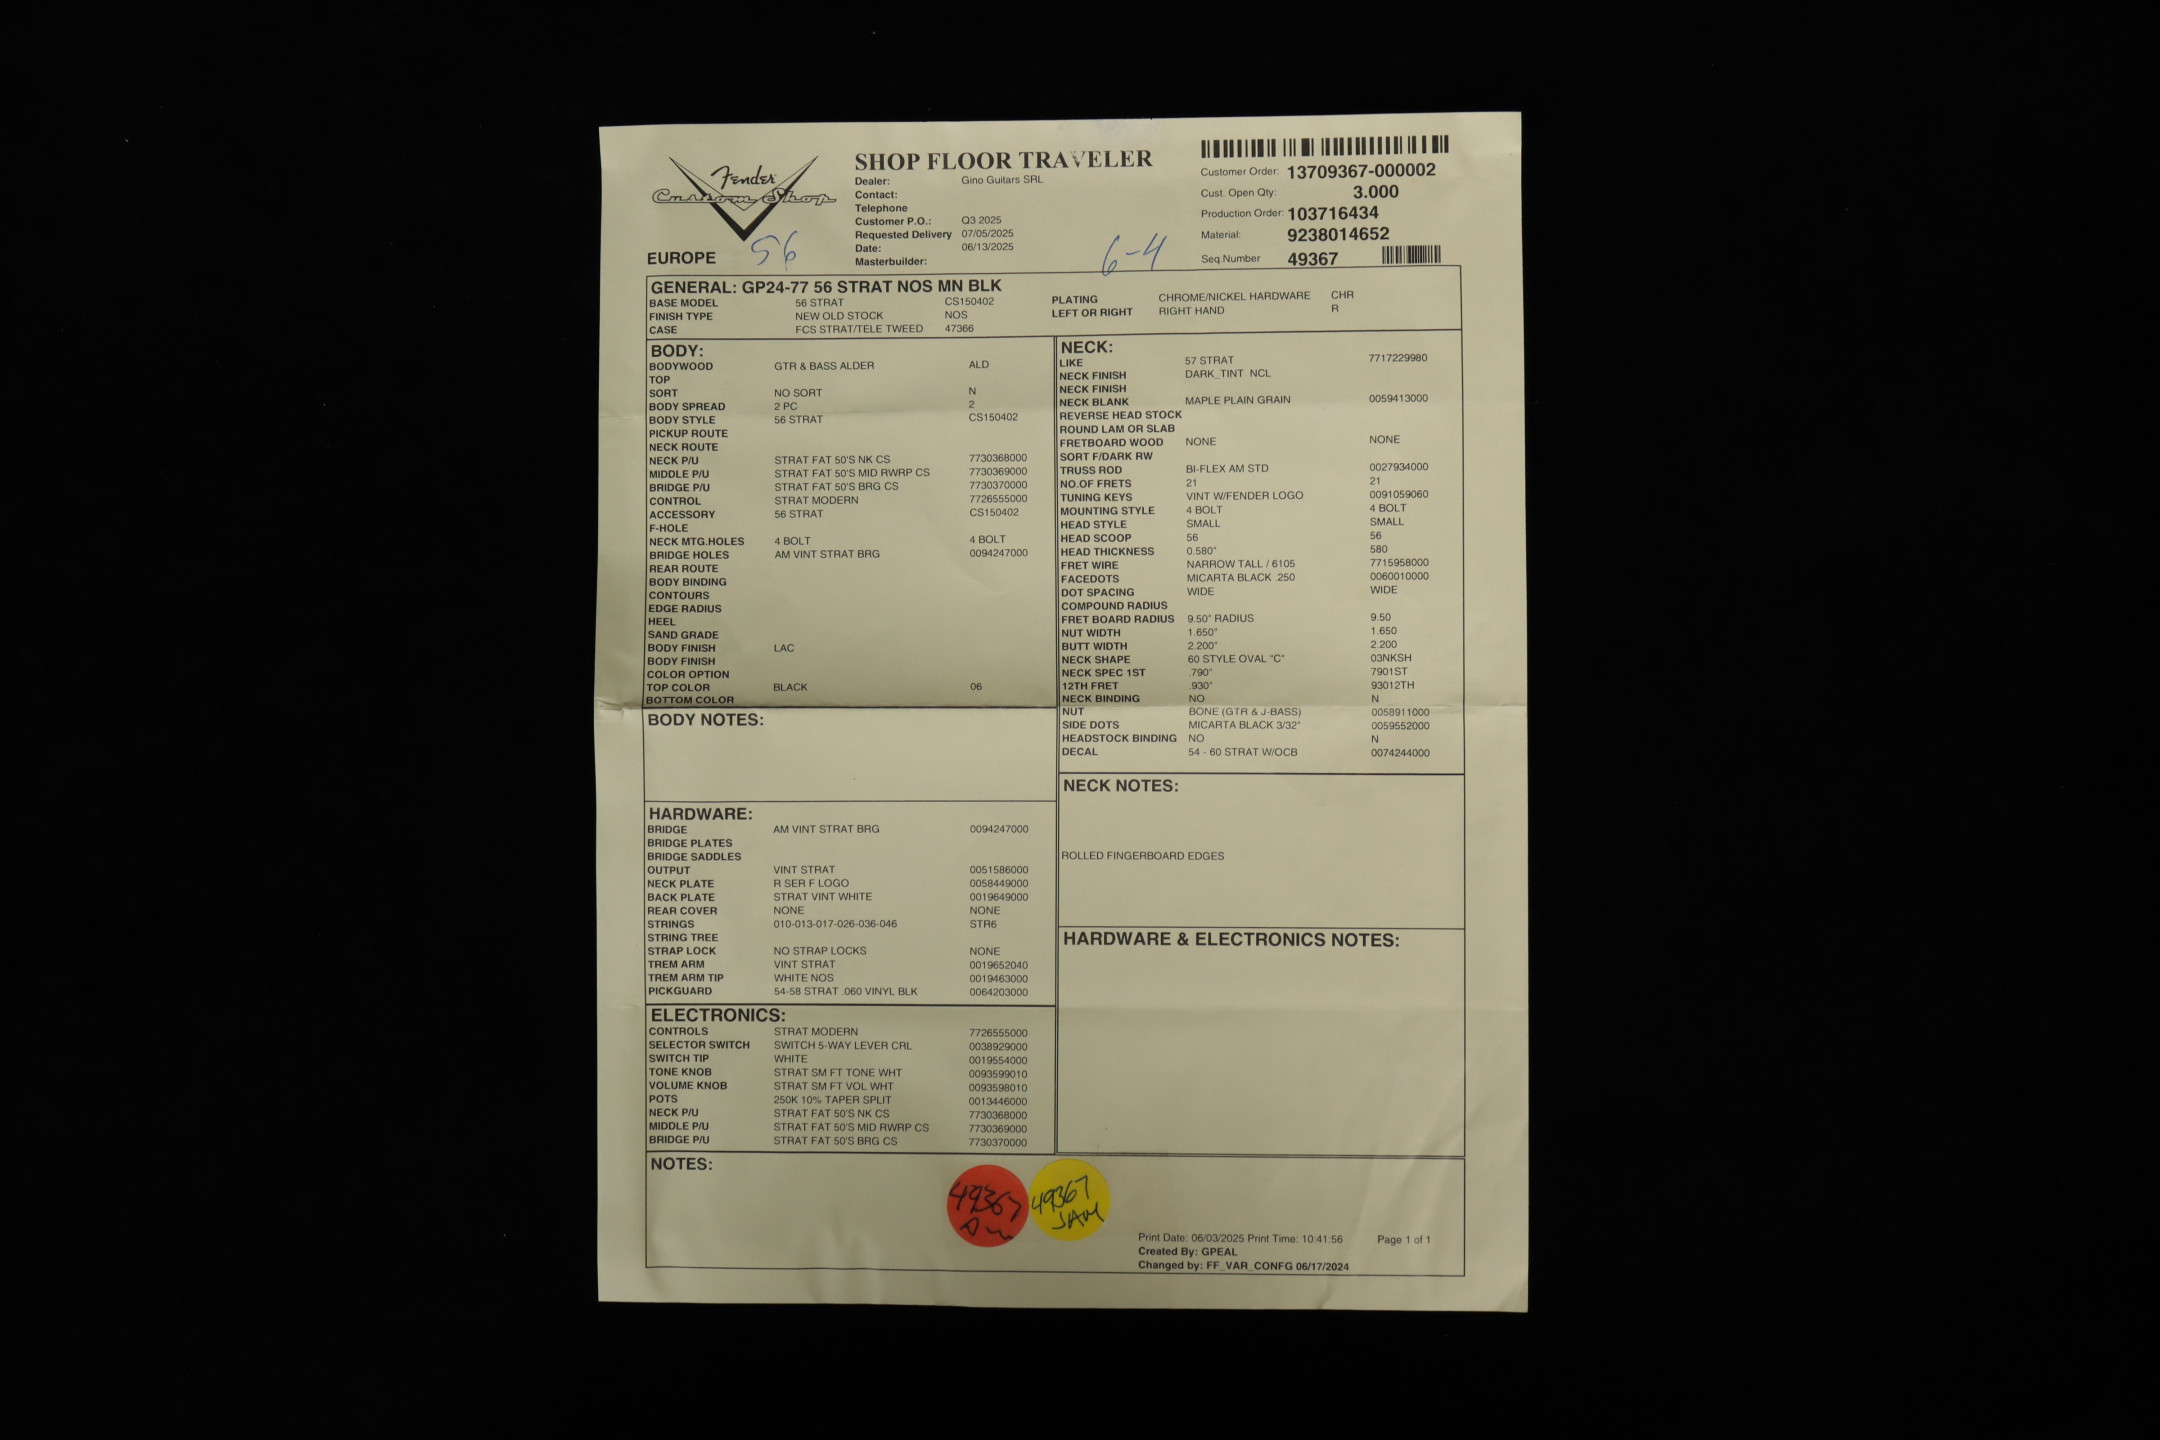 Fender
Custom Shop
EUROPE
56
SHOP FLOOR TRAVELER
Dealer: Gino Guitars SRL
Contact:
Telephone
Customer P.O.: Q3 2025
Requested Delivery 07/05/2025
Date: 06/13/2025
Masterbuilder:
6-4
Customer Order: 13709367-000002
Cust. Open Qty: 3.000
Production Order: 103716434
Material: 9238014652
Seq.Number 49367
GENERAL: GP24-77 56 STRAT NOS MN BLK
BASE MODEL 56 STRAT CS150402 PLATING CHROME/NICKEL HARDWARE CHR
FINISH TYPE NEW OLD STOCK NOS LEFT OR RIGHT RIGHT HAND R
CASE FCS STRAT/TELE TWEED 47366
BODY:
BODYWOOD GTR & BASS ALDER ALD
TOP
SORT NO SORT N
BODY SPREAD 2 PC 2
BODY STYLE 56 STRAT CS150402
PICKUP ROUTE
NECK ROUTE
NECK P/U STRAT FAT 50'S NK CS 7730368000
MIDDLE P/U STRAT FAT 50'S MID RWRP CS 7730369000
BRIDGE P/U STRAT FAT 50'S BRG CS 7730370000
CONTROL STRAT MODERN 7726555000
ACCESSORY 56 STRAT CS150402
F-HOLE
NECK MTG.HOLES 4 BOLT 4 BOLT
BRIDGE HOLES AM VINT STRAT BRG 0094247000
REAR ROUTE
BODY BINDING
CONTOURS
EDGE RADIUS
HEEL
SAND GRADE
BODY FINISH LAC
BODY FINISH
COLOR OPTION
TOP COLOR BLACK 06
BOTTOM COLOR
BODY NOTES:
HARDWARE:
BRIDGE AM VINT STRAT BRG 0094247000
BRIDGE PLATES
BRIDGE SADDLES
OUTPUT VINT STRAT 0051586000
NECK PLATE R SER F LOGO 0058449000
BACK PLATE STRAT VINT WHITE 0019649000
REAR COVER NONE NONE
STRINGS 010-013-017-026-036-046 STR6
STRING TREE
STRAP LOCK NO STRAP LOCKS NONE
TREM ARM VINT STRAT 0019652040
TREM ARM TIP WHITE NOS 0019463000
PICKGUARD 54-58 STRAT .060 VINYL BLK 0064203000
ELECTRONICS:
CONTROLS STRAT MODERN 7726555000
SELECTOR SWITCH SWITCH 5-WAY LEVER CRL 0038929000
SWITCH TIP WHITE 0019554000
TONE KNOB STRAT SM FT TONE WHT 0093599010
VOLUME KNOB STRAT SM FT VOL WHT 0093598010
POTS 250K 10% TAPER SPLIT 0013446000
NECK P/U STRAT FAT 50'S NK CS 7730368000
MIDDLE P/U STRAT FAT 50'S MID RWRP CS 7730369000
BRIDGE P/U STRAT FAT 50'S BRG CS 7730370000
NECK:
LIKE 57 STRAT 7717229980
NECK FINISH DARK_TINT NCL
NECK FINISH
NECK BLANK MAPLE PLAIN GRAIN 0059413000
REVERSE HEAD STOCK
ROUND LAM OR SLAB
FRETBOARD WOOD NONE NONE
SORT F/DARK RW
TRUSS ROD BI-FLEX AM STD 0027934000
NO.OF FRETS 21 21
TUNING KEYS VINT W/FENDER LOGO 0091059060
MOUNTING STYLE 4 BOLT 4 BOLT
HEAD STYLE SMALL SMALL
HEAD SCOOP 56 56
HEAD THICKNESS 0.580" 580
FRET WIRE NARROW TALL / 6105 7715958000
FACEDOTS MICARTA BLACK .250 0060010000
DOT SPACING WIDE WIDE
COMPOUND RADIUS
FRET BOARD RADIUS 9.50" RADIUS 9.50
NUT WIDTH 1.650" 1.650
BUTT WIDTH 2.200" 2.200
NECK SHAPE 60 STYLE OVAL "C" 03NKSH
NECK SPEC 1ST .790" 7901ST
12TH FRET .930" 93012TH
NECK BINDING NO N
NUT BONE (GTR & J-BASS) 0058911000
SIDE DOTS MICARTA BLACK 3/32" 0059552000
HEADSTOCK BINDING NO N
DECAL 54 - 60 STRAT W/OCB 0074244000
NECK NOTES:
ROLLED FINGERBOARD EDGES
HARDWARE & ELECTRONICS NOTES:
NOTES:
49367
49367
JAM
Print Date: 06/03/2025 Print Time: 10:41:56 Page 1 of 1
Created By: GPEAL
Changed by: FF_VAR_CONFG 06/17/2024